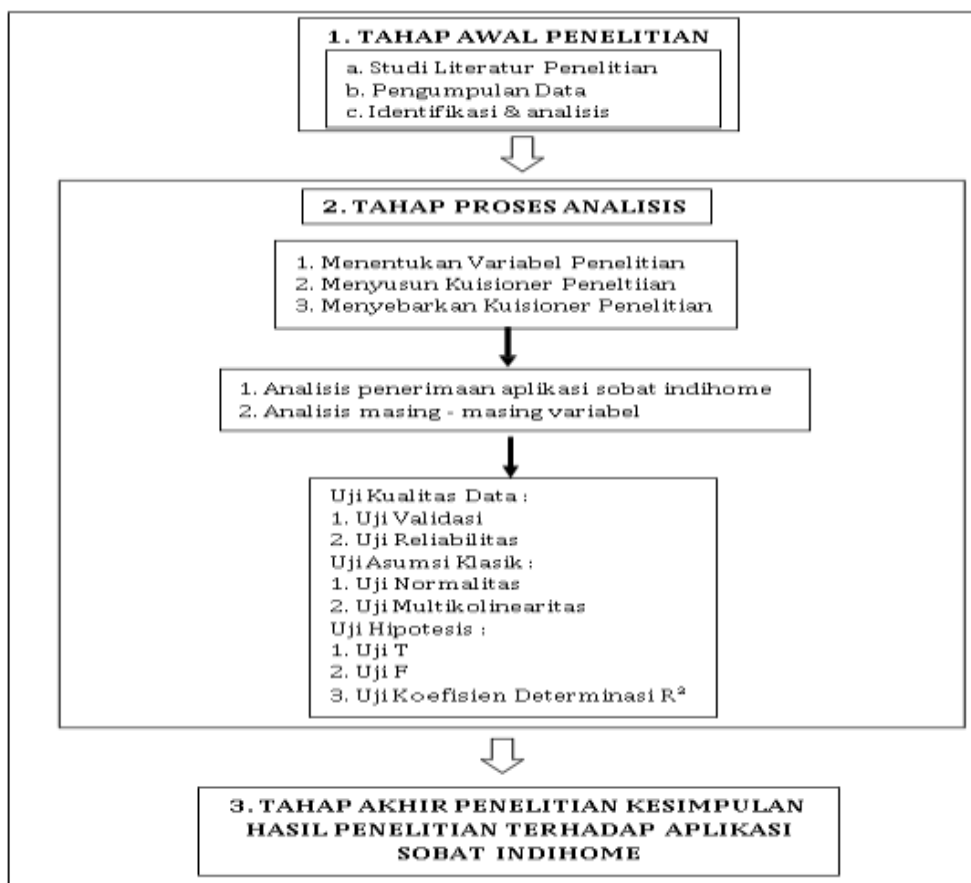 1. TAHAP AWAL PENELITIAN
a. Studi Literatur Penelitian
b. Pengumpulan Data
c. Identifikasi & analisis
2. TAHAP PROSES ANALISIS
1. Menentukan Variabel Penelitian
2. Menyusun Kuisioner Peneltiian
3. Menyebarkan Kuisioner Penelitian
1. Analisis penerimaan aplikasi sobat indihome
2. Analisis masing - masing variabel
Uji Kualitas Data :
1. Uji Validasi
2. Uji Reliabilitas
Uji Asumsi Klasik :
1. Uji Normalitas
2. Uji Multikolinearitas
Uji Hipotesis :
1. Uji T
2. Uji F
3. Uji Koefisien Determinasi R²
3. TAHAP AKHIR PENELITIAN KESIMPULAN
HASIL PENELITIAN TERHADAP APLIKASI
SOBAT INDIHOME